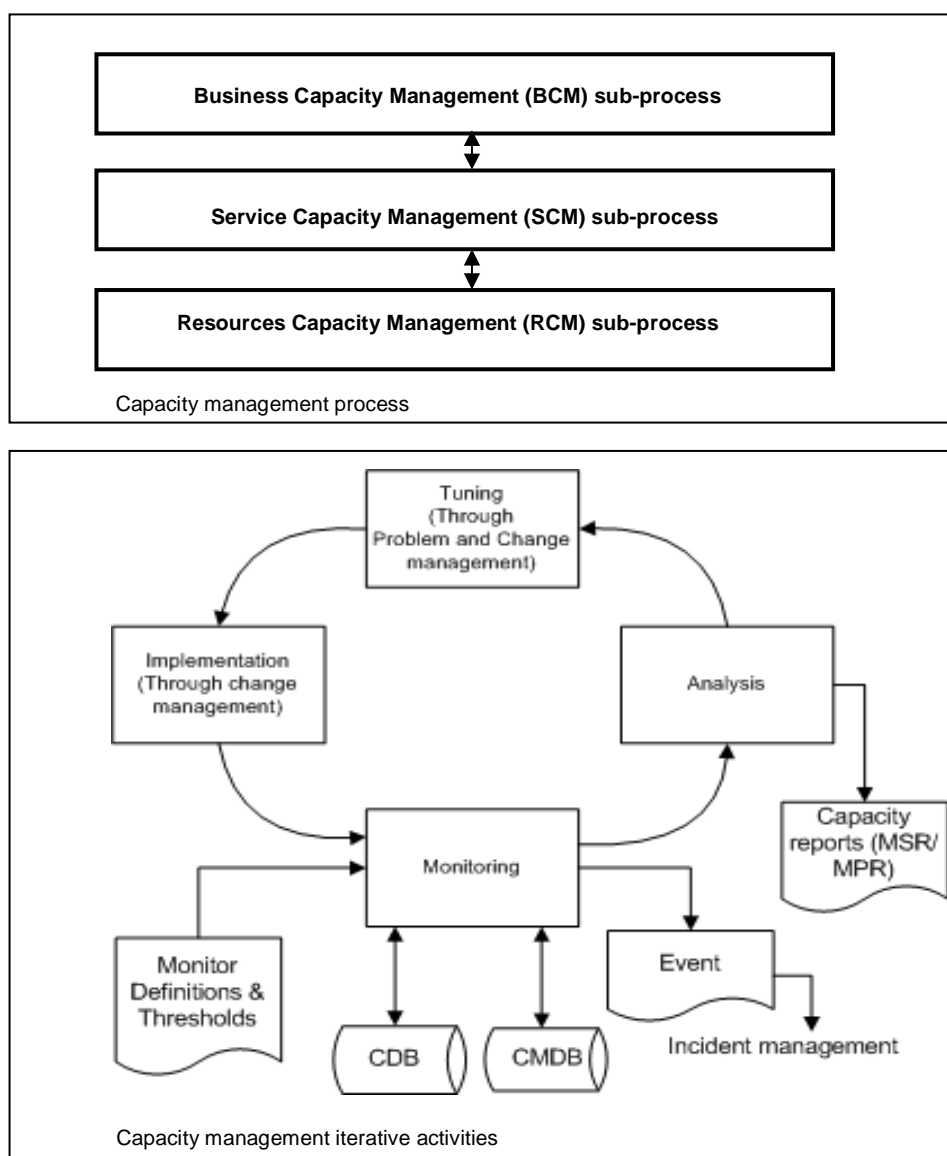 Business Capacity Management (BCM) sub-process
Service Capacity Management (SCM) sub-process
Resources Capacity Management (RCM) sub-process
Capacity management process
Tuning
(Through
Problem and Change
management)
Implementation
(Through change
management)
Analysis
Capacity
reports (MSR/
MPR)
Monitoring
Monitor
Definitions &
Thresholds
Event
CDB
CMDB
Incident management
Capacity management iterative activities